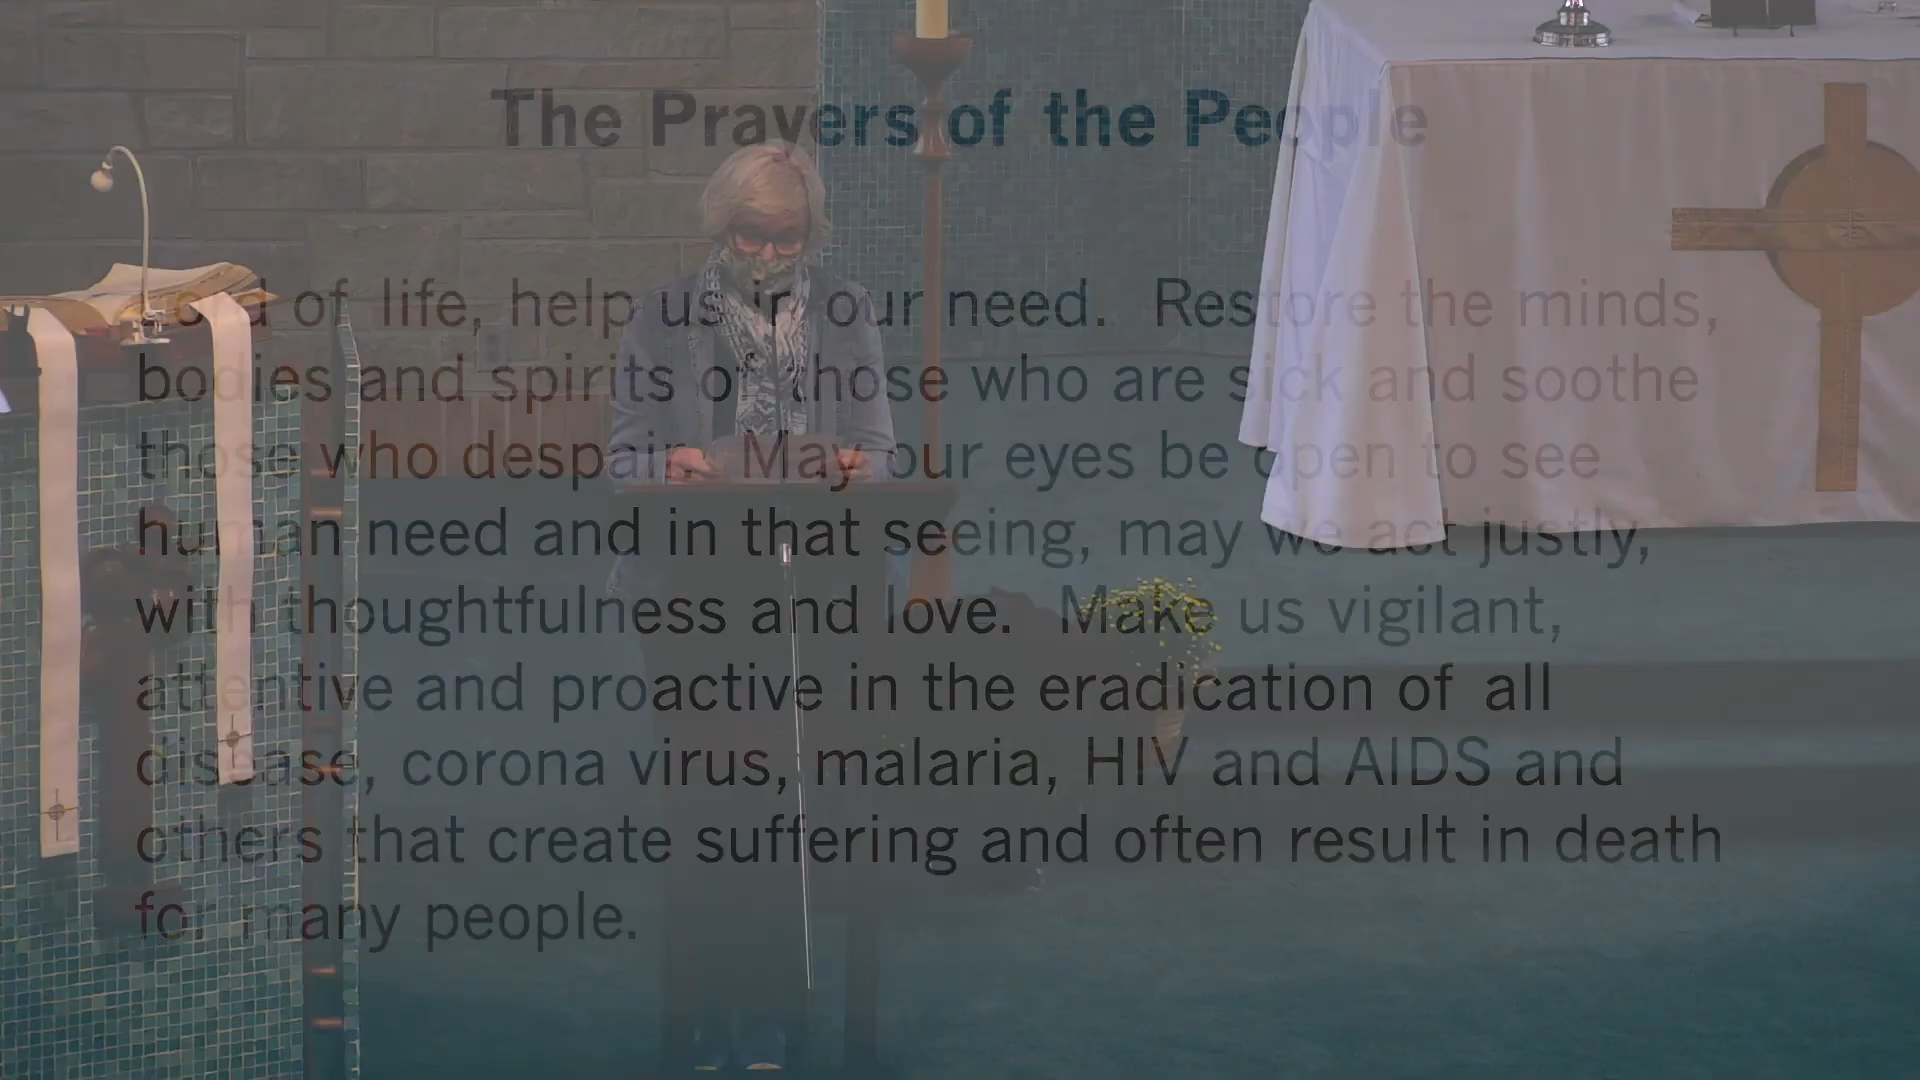 The Prayers of the People
Lord of life, help us in our need. Restore the minds,
bodies and spirits of those who are sick and soothe
those who despair. May our eyes be open to see
human need and in that seeing, may we act justly,
with thoughtfulness and love. Make us vigilant,
attentive and proactive in the eradication of all
disease, corona virus, malaria, HIV and AIDS and
others that create suffering and often result in death
for many people.